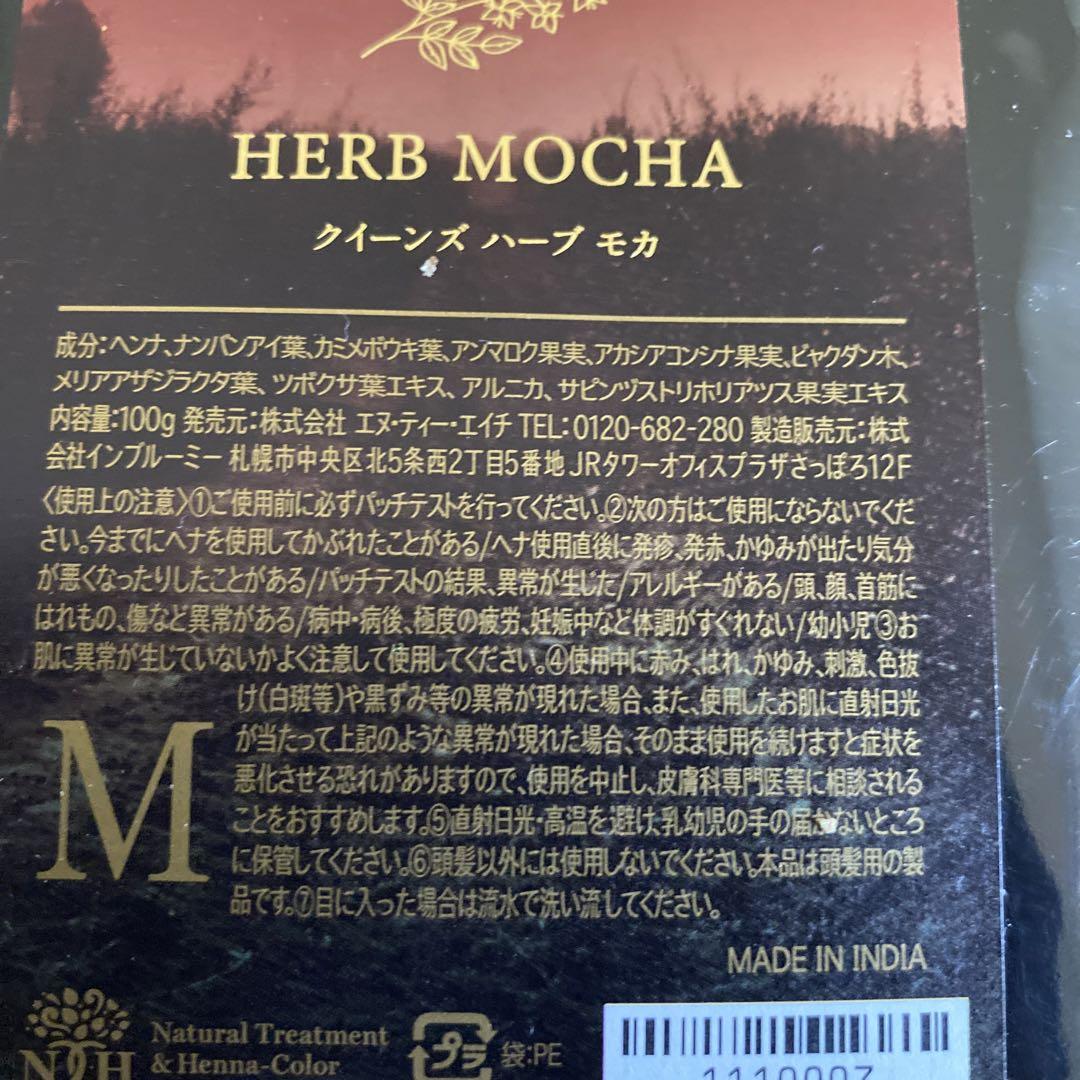 HERB MOCHA
クイーンズ ハーブ モカ
成分:ヘンナ、ナンバンアイ葉、カミメボウキ葉、アンマロク果実、アカシアコンシナ果実、ビャクダン木、
メリアアザジラクタ葉、ツボクサ葉エキス、アルニカ、サピンヅストリホリアツス果実エキス
内容量:100g 発売元:株式会社 エヌ・ティー・エイチ TEL:0120-682-280 製造販売元:株式
会社インブルーミー 札幌市中央区北5条西2丁目5番地 JRタワーオフィスプラザさっぽろ12F
〈使用上の注意〉①ご使用前に必ずパッチテストを行ってください。②次の方はご使用にならないでくだ
さい。今までにヘナを使用してかぶれたことがある/ヘナ使用直後に発疹、発赤、かゆみが出たり気分
が悪くなったりしたことがある/パッチテストの結果、異常が生じた/アレルギーがある/頭、顔、首筋に
はれもの、傷など異常がある/病中・病後、極度の疲労、妊娠中など体調がすぐれない/幼小児③お
肌に異常が生じていないかよく注意して使用してください。④使用中に赤み、はれ、かゆみ、刺激、色抜
け(白斑等)や黒ずみ等の異常が現れた場合、また、使用したお肌に直射日光
が当たって上記のような異常が現れた場合、そのまま使用を続けますと症状を
悪化させる恐れがありますので、使用を中止し、皮膚科専門医等に相談される
ことをおすすめします。⑤直射日光・高温を避け、乳幼児の手の届かないところ
に保管してください。⑥頭髪以外には使用しないでください。本品は頭髪用の製
品です。⑦目に入った場合は流水で洗い流してください。
M
MADE IN INDIA
NTH
Natural Treatment
& Henna-Color
プラ
袋:PE
1110007